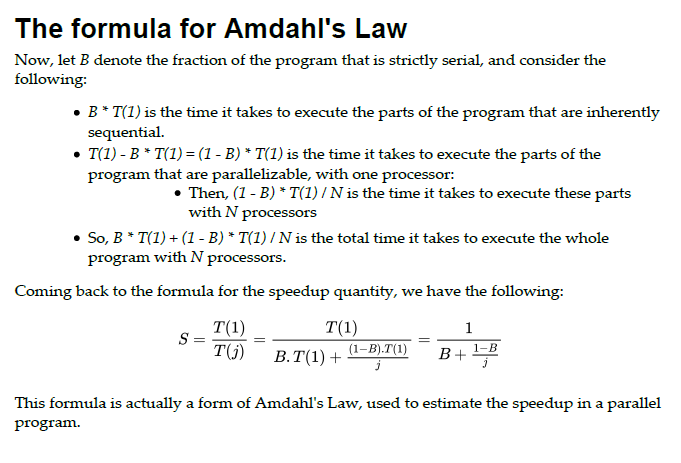 The formula for Amdahl's Law
Now, let B denote the fraction of the program that is strictly serial, and consider the
following:
• B * T(1) is the time it takes to execute the parts of the program that are inherently
sequential.
• T(1) - B * T(1) = (1 - B) * T(1) is the time it takes to execute the parts of the
program that are parallelizable, with one processor:
• Then, (1 - B) * T(1) / N is the time it takes to execute these parts
with N processors
• So, B * T(1) + (1 - B) * T(1) / N is the total time it takes to execute the whole
program with N processors.
Coming back to the formula for the speedup quantity, we have the following:
S = \frac{T(1)}{T(j)} = \frac{T(1)}{B.T(1) + \frac{(1-B).T(1)}{j}} = \frac{1}{B + \frac{1-B}{j}}
This formula is actually a form of Amdahl's Law, used to estimate the speedup in a parallel
program.